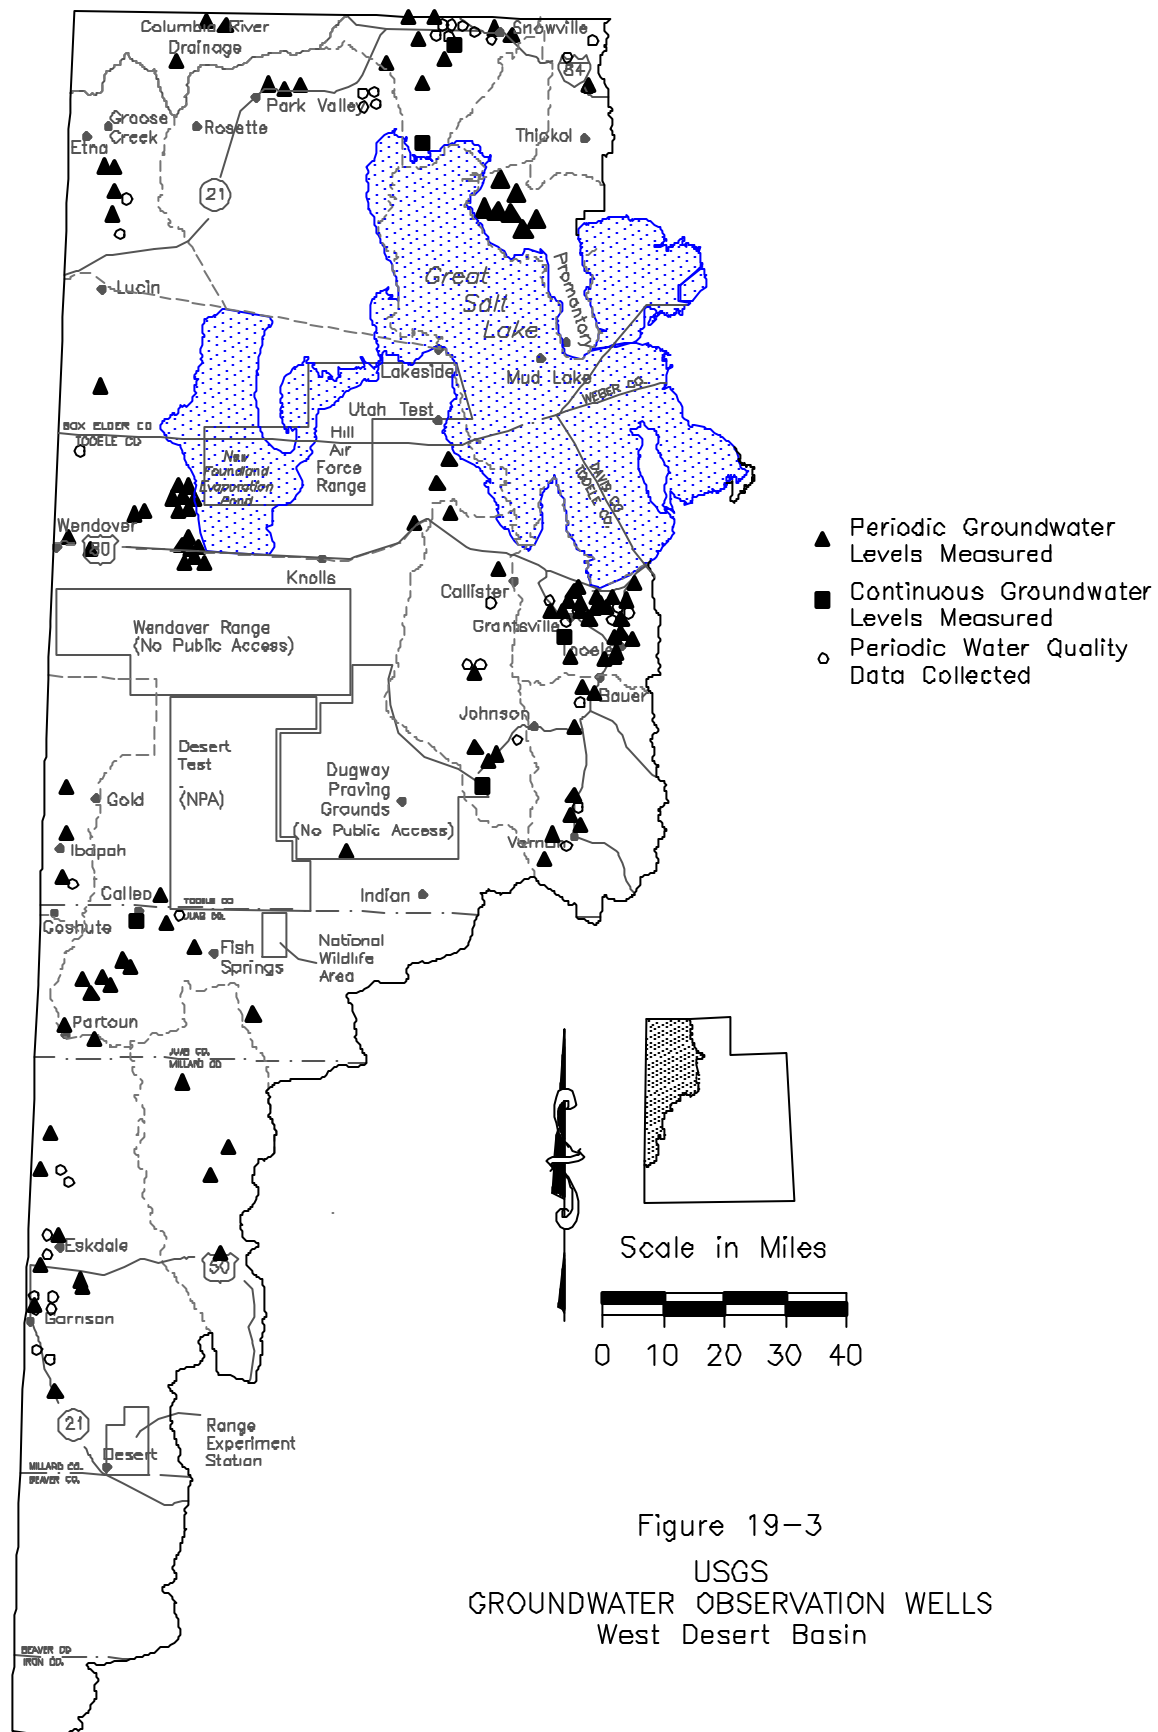 Columbia River
Drainage
Snowville
84
Park Valley
Groose
Creek
Rosette
Etna
Thiokol
21
Lucin
Great
Salt
Lake
Promontory
Lakeside
Mud Lake
WEBER CO.
Utah Test
BOX ELDER CO
TOOELE CO
Hill
Air
Force
Range
New
Foundland
Evaporation
Pond
DAVIS CO.
TOOELE CO.
Wendover
80
Knolls
Callister
Grantsville
Tooele
Periodic Groundwater
Levels Measured
Continuous Groundwater
Levels Measured
Periodic Water Quality
Data Collected
Wendover Range
(No Public Access)
Bauer
Johnson
Desert
Test
(NPA)
Dugway
Proving
Grounds
(No Public Access)
Gold
Ibapah
Vernon
Callao
Indian
TOOELE CO
JUAB CO.
Goshute
Fish
Springs
National
Wildlife
Area
Partoun
JUAB CO.
MILLARD CO
Eskdale
50
Garrison
Scale in Miles
0 10 20 30 40
21
Range
Experiment
Station
Desert
MILLARD CO.
BEAVER CO.
Figure 19-3
USGS
GROUNDWATER OBSERVATION WELLS
West Desert Basin
BEAVER CO
IRON CO.